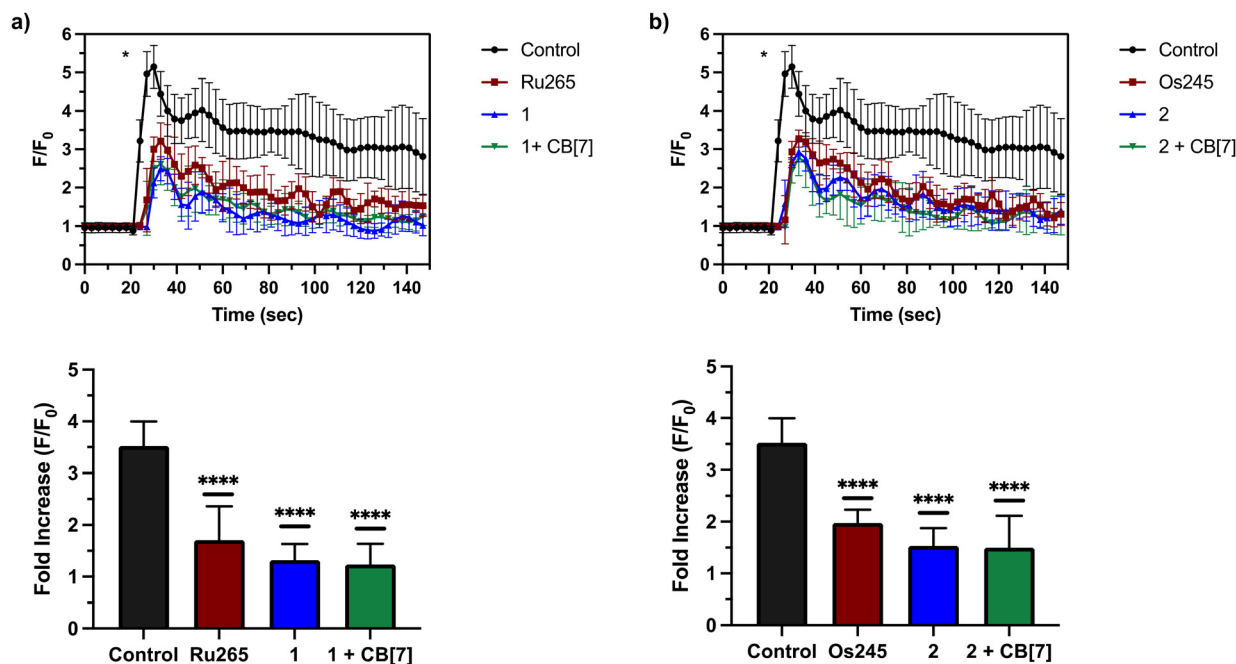 a)
6
5
4
3
2
1
0
F/F0
*
0 20 40 60 80 100 120 140
Time (sec)
Control
Ru265
1
1+ CB[7]
b)
6
5
4
3
2
1
0
F/F0
*
0 20 40 60 80 100 120 140
Time (sec)
Control
Os245
2
2 + CB[7]
5
4
3
2
1
0
Fold Increase (F/F0)
**** **** ****
Control Ru265 1 1 + CB[7]
5
4
3
2
1
0
Fold Increase (F/F0)
**** **** ****
Control Os245 2 2 + CB[7]